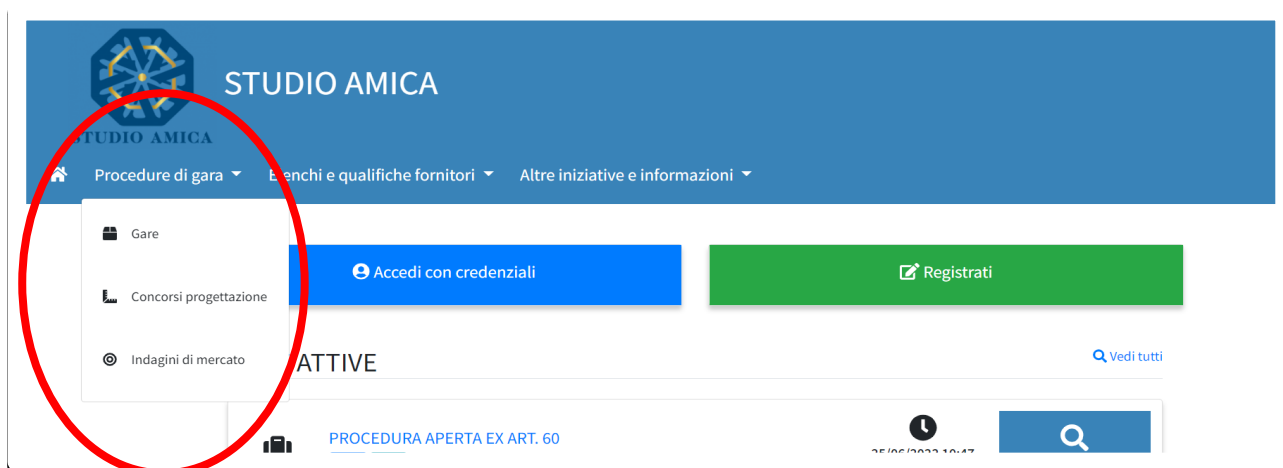 STUDIO AMICA
STUDIO AMICA
Procedure di gara
Elenchi e qualifiche fornitori
Altre iniziative e informazioni
Gare
Concorsi progettazione
Indagini di mercato
Accedi con credenziali
Registrati
ATTIVE
Vedi tutti
PROCEDURA APERTA EX ART. 60